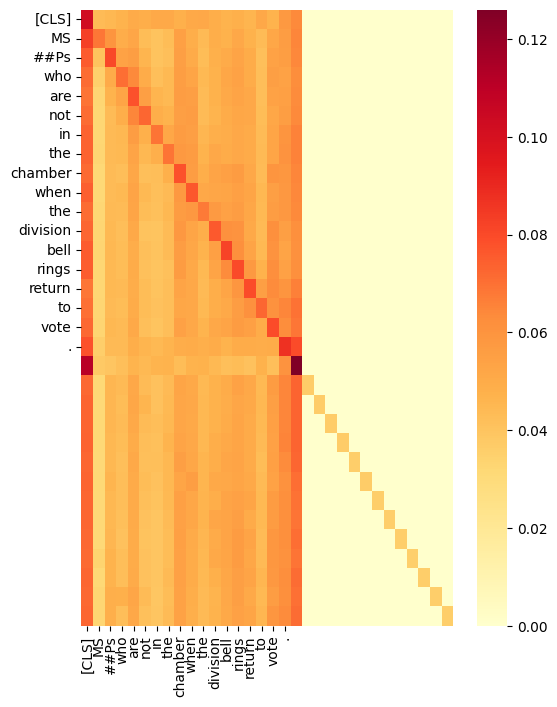 [CLS]
MS
##Ps
who
are
not
in
the
chamber
when
the
division
bell
rings
return
to
vote
.
[CLS]
MS
##Ps
who
are
not
in
the
chamber
when
the
division
bell
rings
return
to
vote
.
0.12
0.10
0.08
0.06
0.04
0.02
0.00